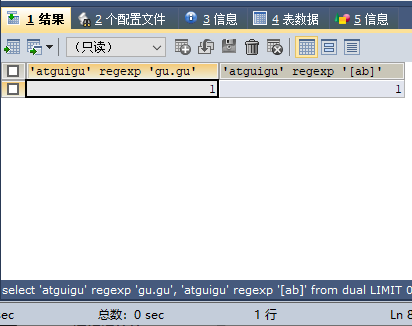 1 结果 2 个配置文件 3 信息 4 表数据 5 信息
（只读）
'atguigu' regexp 'gu.gu' 'atguigu' regexp '[ab]'
1 1
select 'atguigu' regexp 'gu.gu', 'atguigu' regexp '[ab]' from dual LIMIT 0
sec 总数: 0 sec 1 行 Ln 8